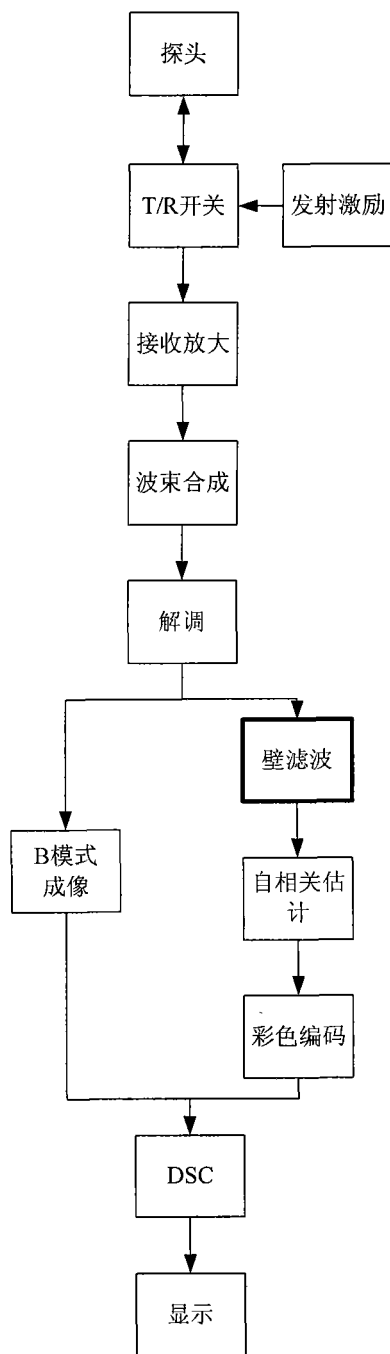 探头
T/R开关
发射激励
接收放大
波束合成
解调
壁滤波
B模式
成像
自相关估
计
彩色编码
DSC
显示